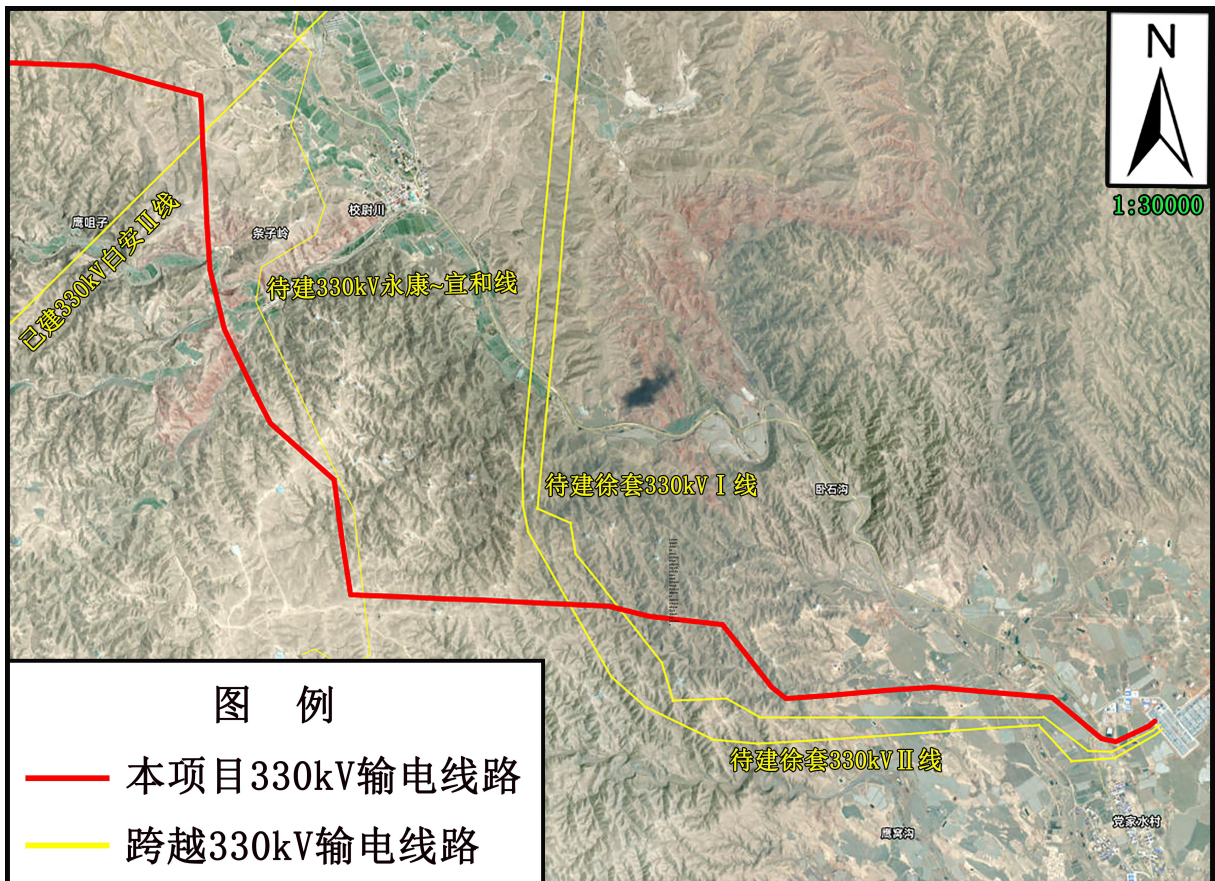 N
1:30000
鹰咀子
条子岭
校尉川
已建330kV白安Ⅱ线
待建330kV永康~宣和线
待建徐套330kVⅠ线
卧石沟
待建徐套330kVⅡ线
鹰窝沟
党家水村
图 例
本项目330kV输电线路
跨越330kV输电线路